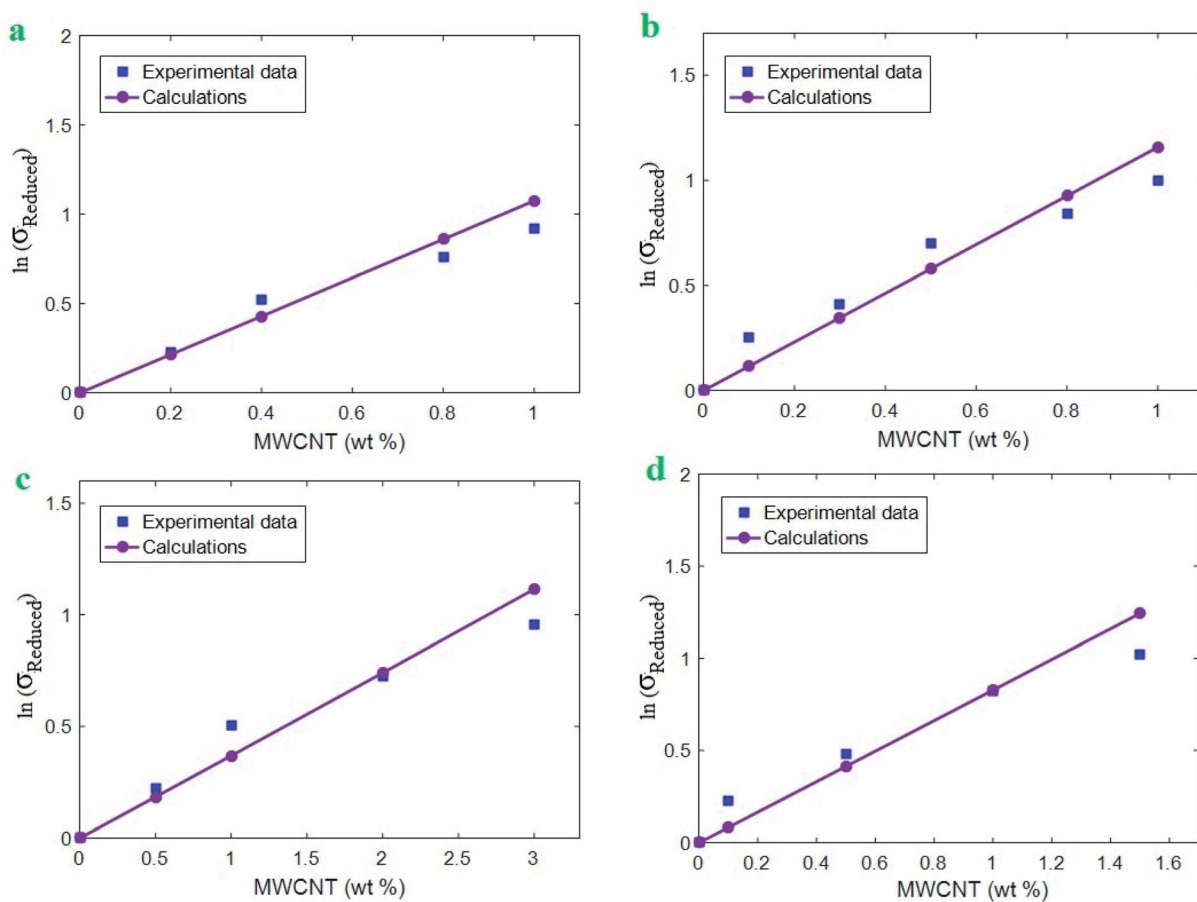 a
2
1.5
1
0.5
0
ln (σReduced)
Experimental data
Calculations
0 0.2 0.4 0.6 0.8 1
MWCNT (wt %)
b
1.5
1
0.5
0
ln (σReduced)
Experimental data
Calculations
0 0.2 0.4 0.6 0.8 1
MWCNT (wt %)
c
1.5
1
0.5
0
ln (σReduced)
Experimental data
Calculations
0 0.5 1 1.5 2 2.5 3
MWCNT (wt %)
d
2
1.5
1
0.5
0
ln (σReduced)
Experimental data
Calculations
0 0.2 0.4 0.6 0.8 1 1.2 1.4 1.6
MWCNT (wt %)